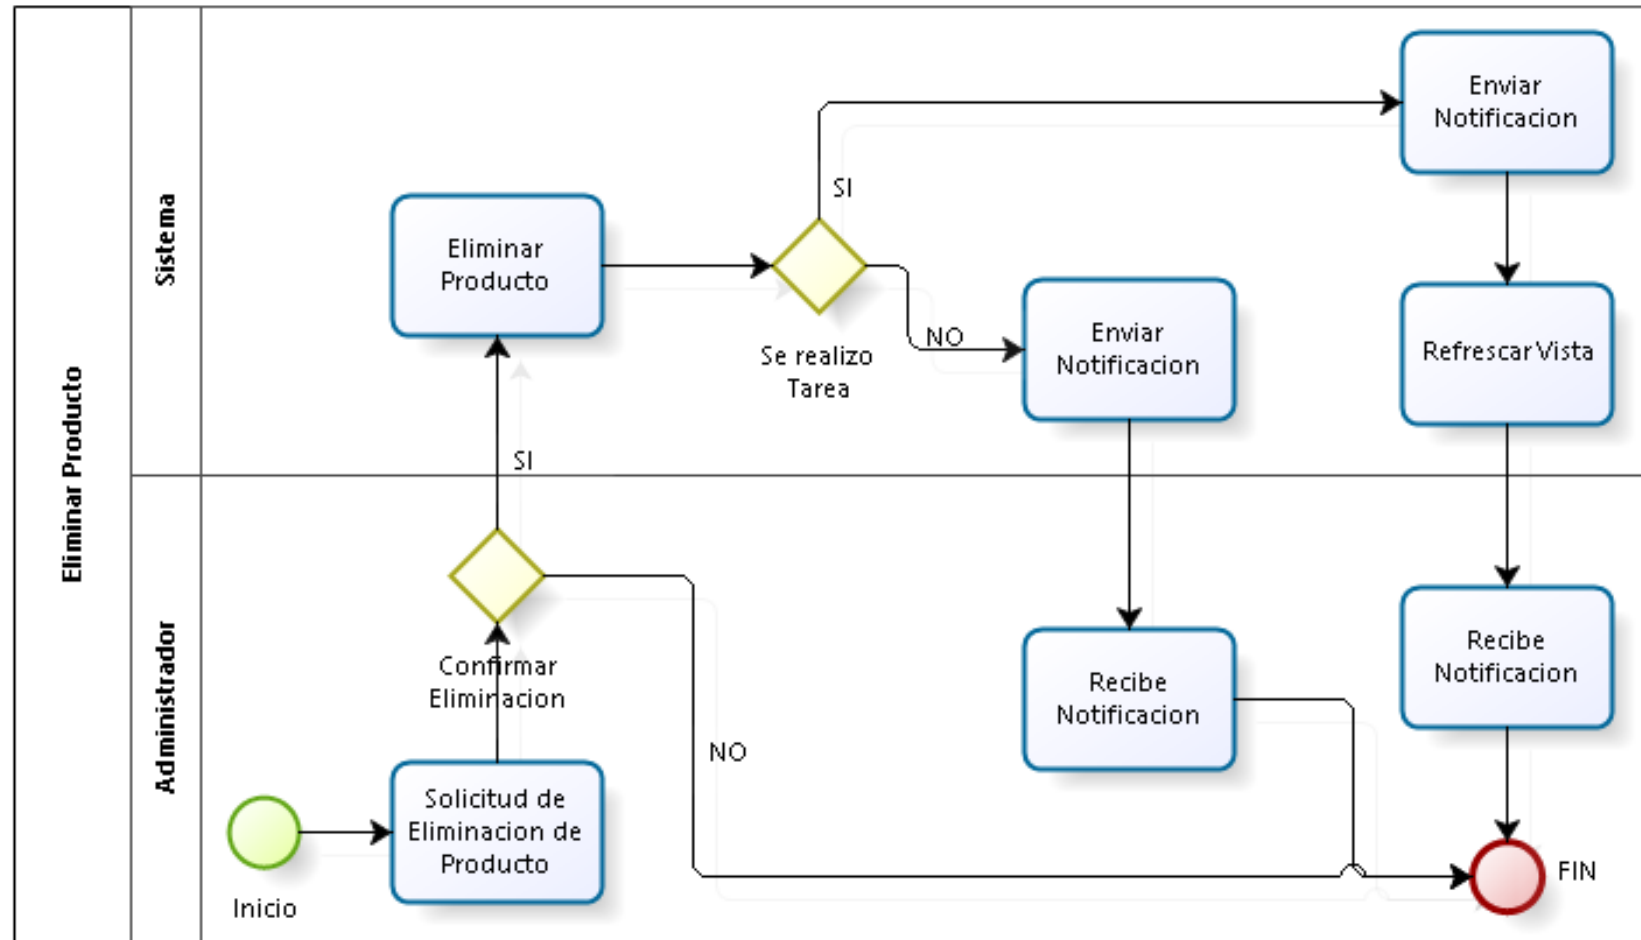 Eliminar Producto
Sistema
Administrador
Enviar
Notificacion
SI
Eliminar
Producto
Se realizo
Tarea
NO
Enviar
Notificacion
Refrescar Vista
SI
Confirmar
Eliminacion
NO
Recibe
Notificacion
Recibe
Notificacion
Solicitud de
Eliminacion de
Producto
Inicio
FIN